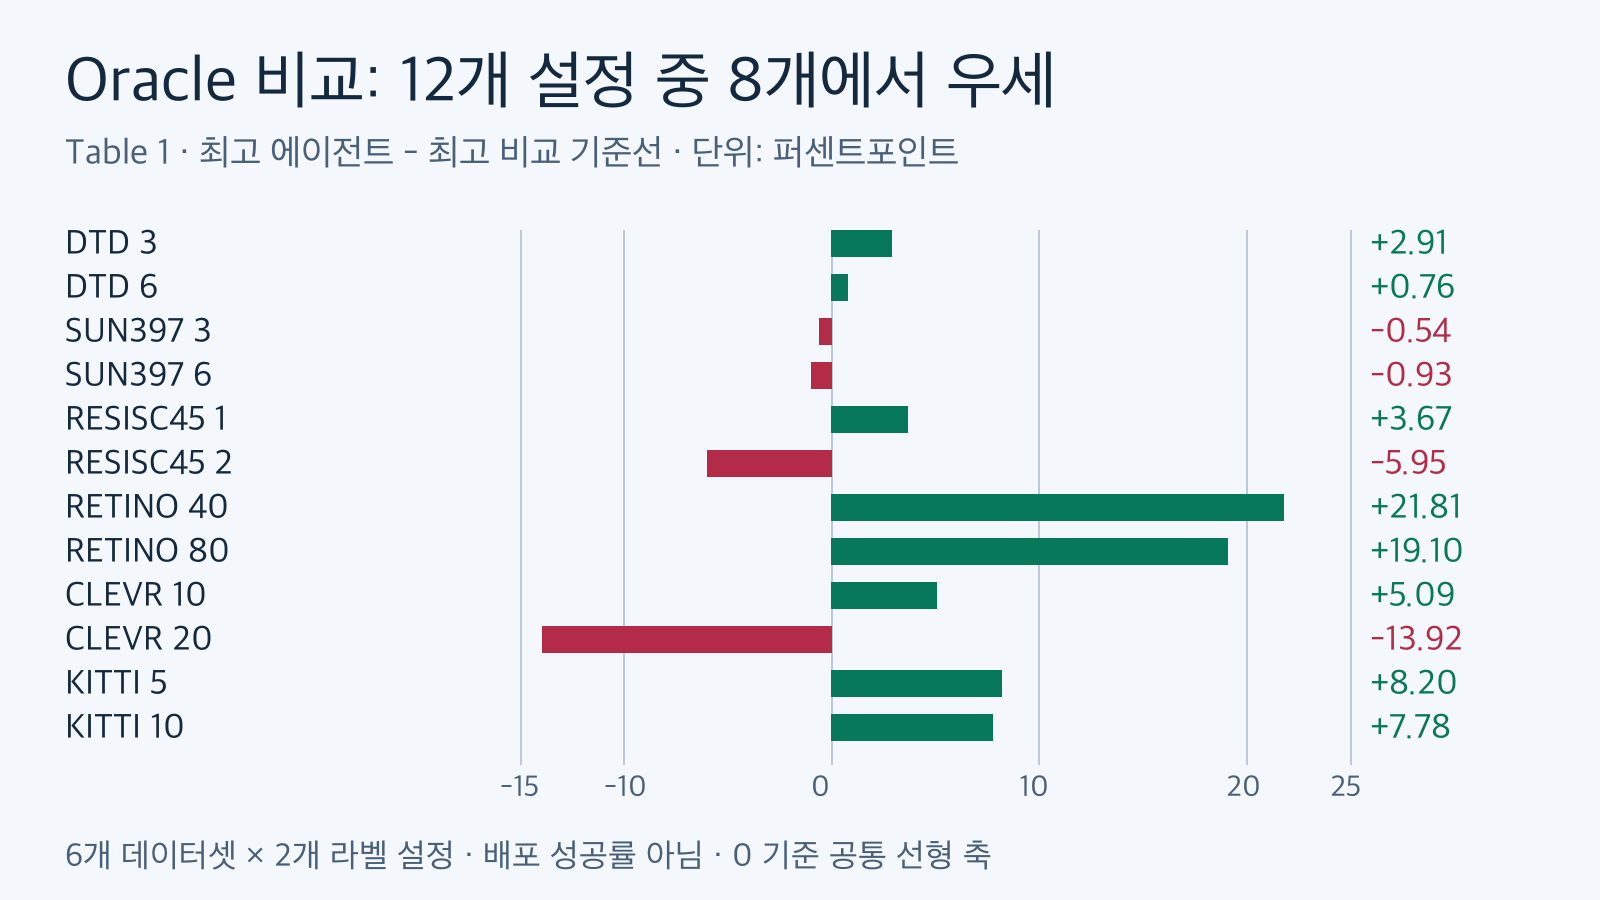 Oracle 비교: 12개 설정 중 8개에서 우세
Table 1 · 최고 에이전트 – 최고 비교 기준선 · 단위: 퍼센트포인트
DTD 3 +2.91
DTD 6 +0.76
SUN397 3 -0.54
SUN397 6 -0.93
RESISC45 1 +3.67
RESISC45 2 -5.95
RETINO 40 +21.81
RETINO 80 +19.10
CLEVR 10 +5.09
CLEVR 20 -13.92
KITTI 5 +8.20
KITTI 10 +7.78
-15 -10 0 10 20 25
6개 데이터셋 × 2개 라벨 설정 · 배포 성공률 아님 · 0 기준 공통 선형 축